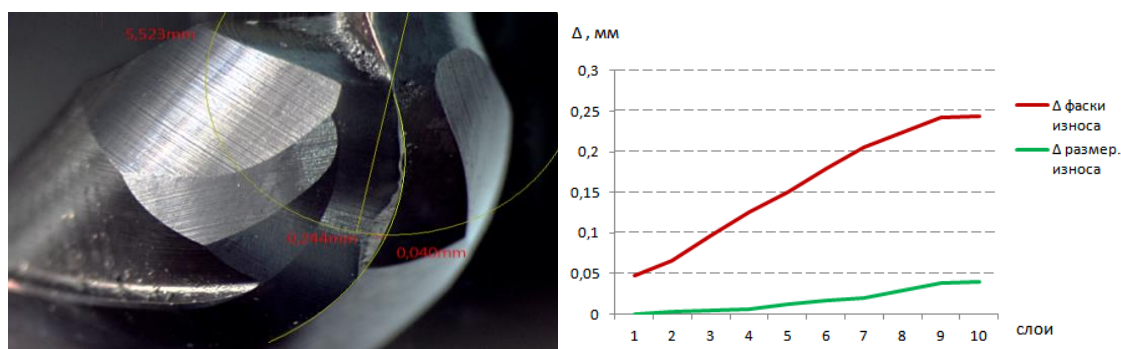 5,523mm
0,244mm
0,040mm
Δ , мм
0,3
0,25
0,2
0,15
0,1
0,05
0
1 2 3 4 5 6 7 8 9 10
слои
Δ фаски
износа
Δ размер.
износа